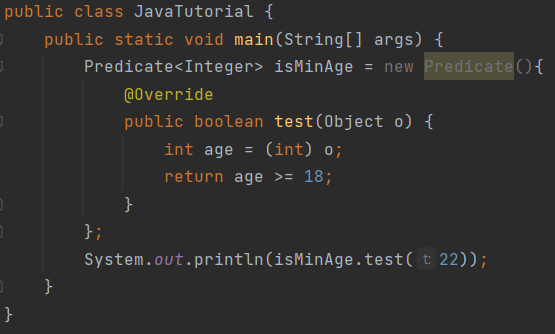 public class JavaTutorial {
    public static void main(String[] args) {
        Predicate<Integer> isMinAge = new Predicate(){
            @Override
            public boolean test(Object o) {
                int age = (int) o;
                return age >= 18;
            }
        };
        System.out.println(isMinAge.test( t: 22));
    }
}